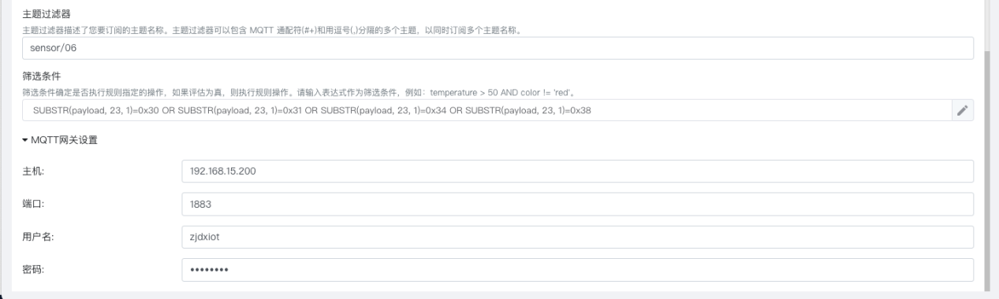 主题过滤器
主题过滤器描述了您要订阅的主题名称。主题过滤器可以包含 MQTT 通配符(#+)和用逗号(,)分隔的多个主题，以同时订阅多个主题名称。
sensor/06
筛选条件
筛选条件确定是否执行规则指定的操作，如果评估为真，则执行规则操作。请输入表达式作为筛选条件，例如：temperature > 50 AND color != 'red'。
SUBSTR(payload, 23, 1)=0x30 OR SUBSTR(payload, 23, 1)=0x31 OR SUBSTR(payload, 23, 1)=0x34 OR SUBSTR(payload, 23, 1)=0x38
MQTT网关设置
主机: 192.168.15.200
端口: 1883
用户名: zjdxiot
密码: ••••••••